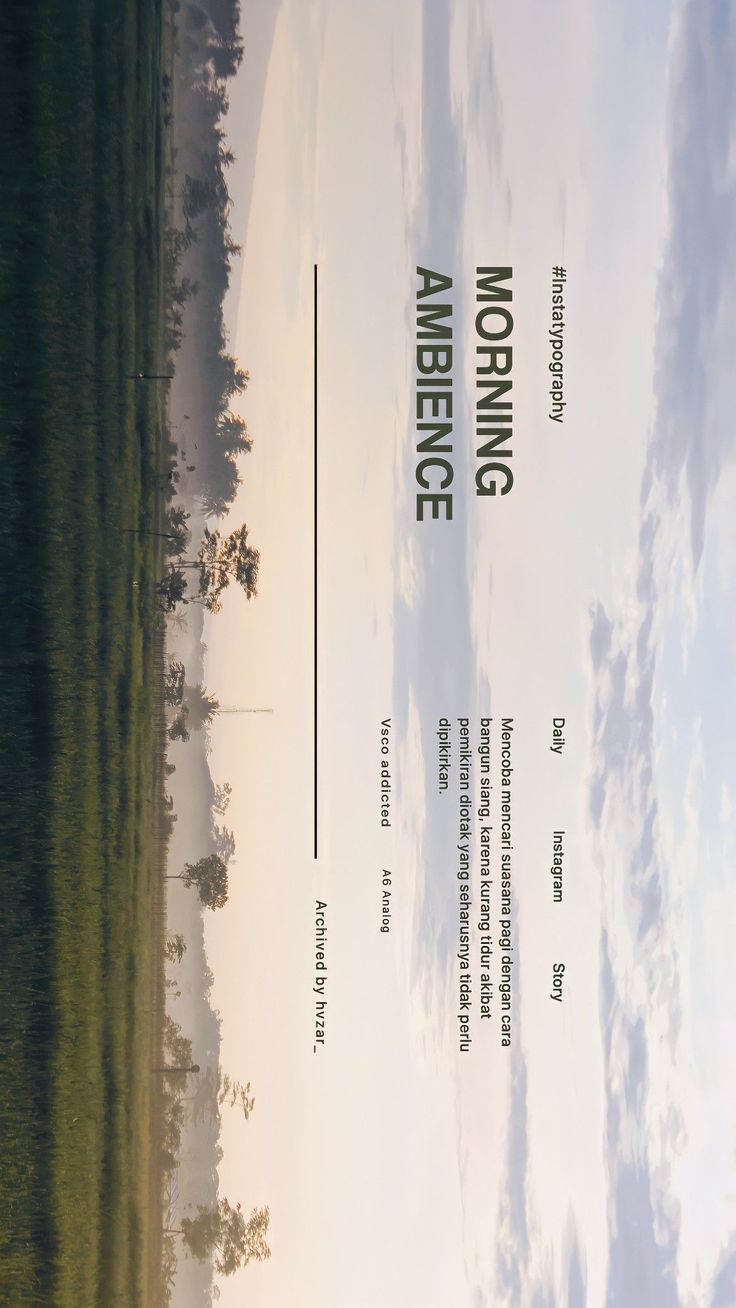 #Instatypography
MORNING
AMBIENCE
Daily Instagram Story
Mencoba mencari suasana pagi dengan cara
bangun siang, karena kurang tidur akibat
pemikiran diotak yang seharusnya tidak perlu
dipikirkan.
Vsco addicted A6 Analog
Archived by hvzar_